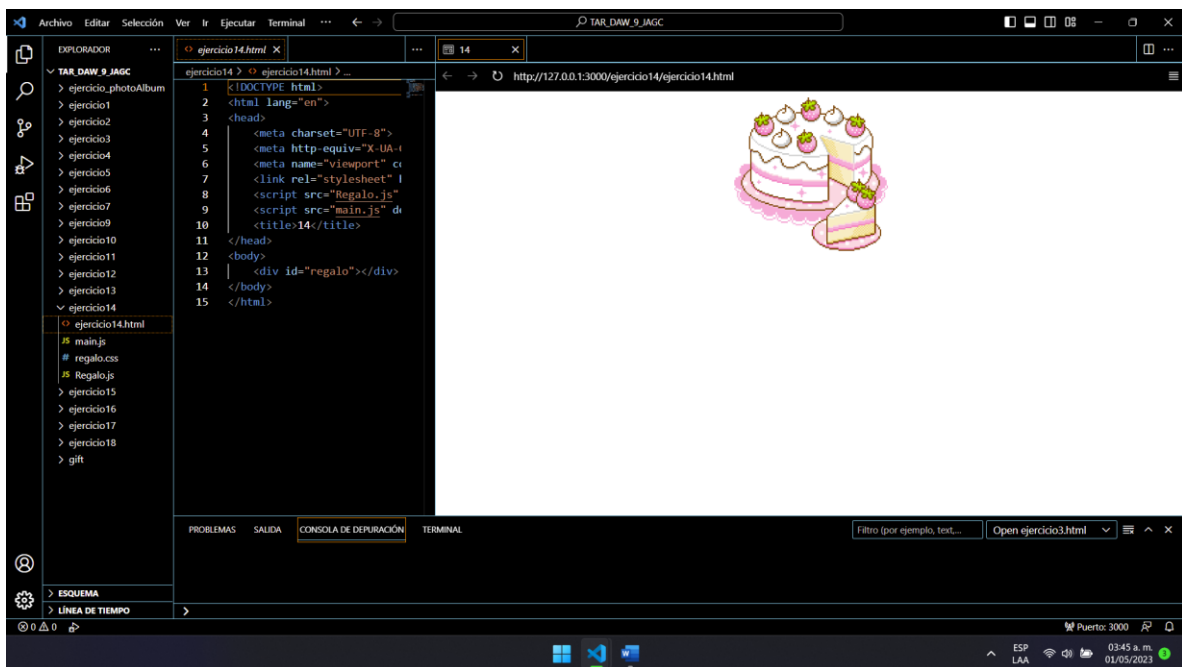 Archivo Editar Selección Ver Ir Ejecutar Terminal ··· TAR_DAW_9_JAGC
EXPLORADOR ···
TAR_DAW_9_JAGC
ejercicio_photoAlbum
ejercicio1
ejercicio2
ejercicio3
ejercicio4
ejercicio5
ejercicio6
ejercicio7
ejercicio9
ejercicio10
ejercicio11
ejercicio12
ejercicio13
ejercicio14
ejercicio14.html
JS main.js
# regalo.css
JS Regalo.js
ejercicio15
ejercicio16
ejercicio17
ejercicio18
gift
ESQUEMA
LÍNEA DE TIEMPO
ejercicio14.html
ejercicio14 > ejercicio14.html > ...
1 <!DOCTYPE html>
2 <html lang="en">
3 <head>
4 <meta charset="UTF-8">
5 <meta http-equiv="X-UA-
6 <meta name="viewport" co
7 <link rel="stylesheet"
8 <script src="Regalo.js"
9 <script src="main.js" de
10 <title>14</title>
11 </head>
12 <body>
13 <div id="regalo"></div>
14 </body>
15 </html>
14
http://127.0.0.1:3000/ejercicio14/ejercicio14.html
PROBLEMAS SALIDA CONSOLA DE DEPURACIÓN TERMINAL Filtro (por ejemplo, text,... Open ejercicio3.html
0 0 Puerto: 3000
ESP 03:45 a. m.
LAA 01/05/2023 3